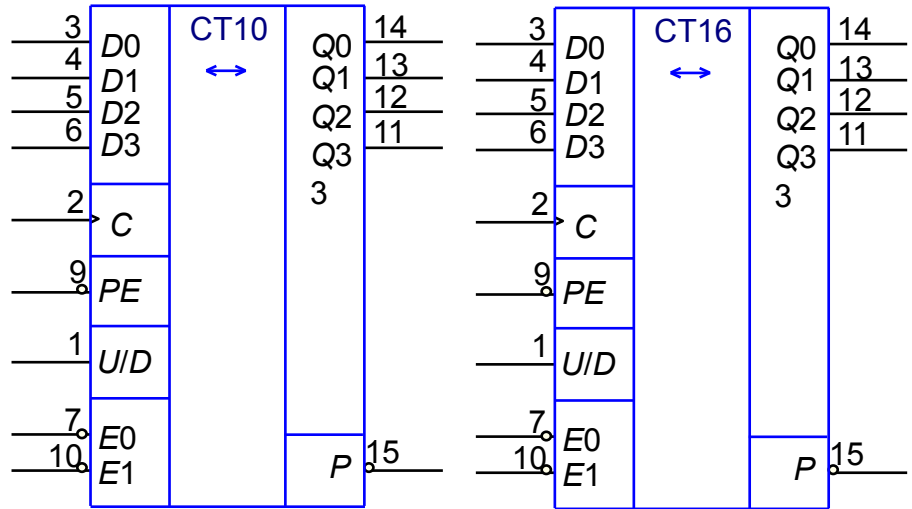 3 D0 CT10 Q0 14
4 D1 Q1 13
5 D2 Q2 12
6 D3 Q3 11
3
2 C
9 PE
1 U/D
7 E0
10 E1 P 15
3 D0 CT16 Q0 14
4 D1 Q1 13
5 D2 Q2 12
6 D3 Q3 11
3
2 C
9 PE
1 U/D
7 E0
10 E1 P 15